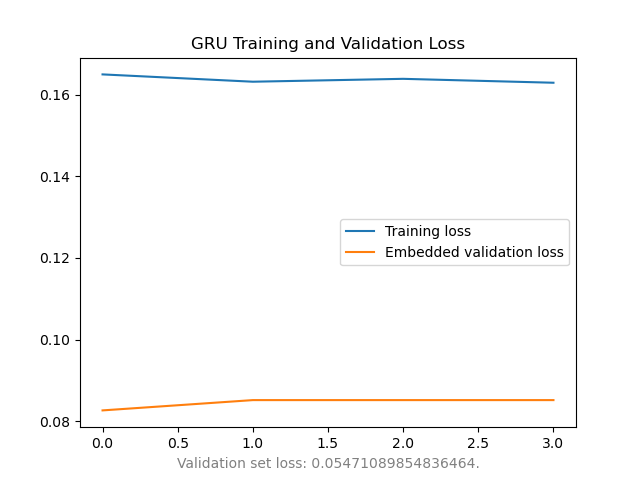 GRU Training and Validation Loss
0.16
0.14
0.12
0.10
0.08
Training loss
Embedded validation loss
0.0 0.5 1.0 1.5 2.0 2.5 3.0
Validation set loss: 0.05471089854836464.